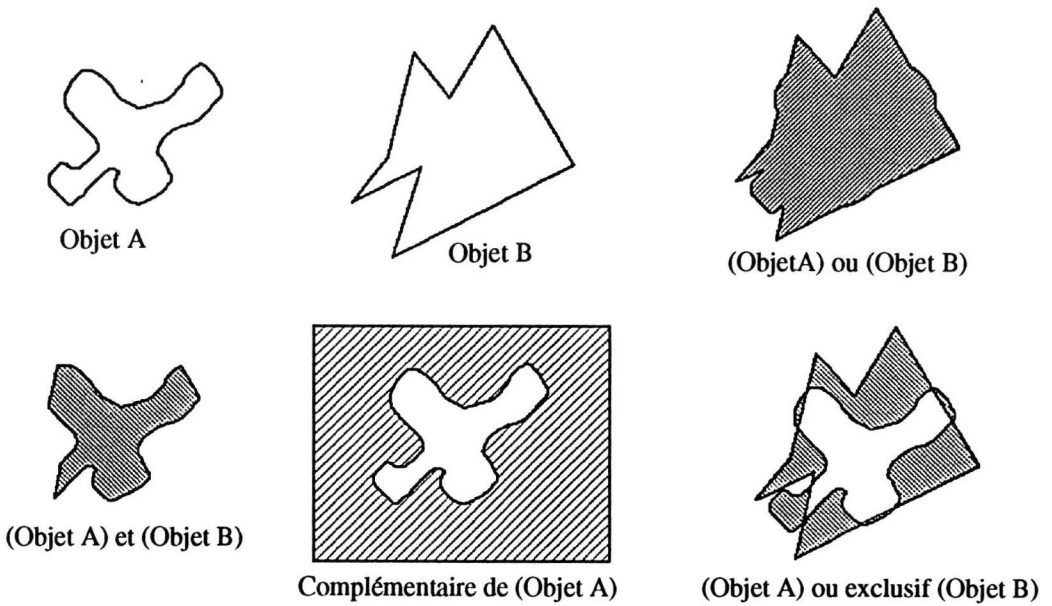 Objet A
Objet B
(ObjetA) ou (Objet B)
(Objet A) et (Objet B)
Complémentaire de (Objet A)
(Objet A) ou exclusif (Objet B)